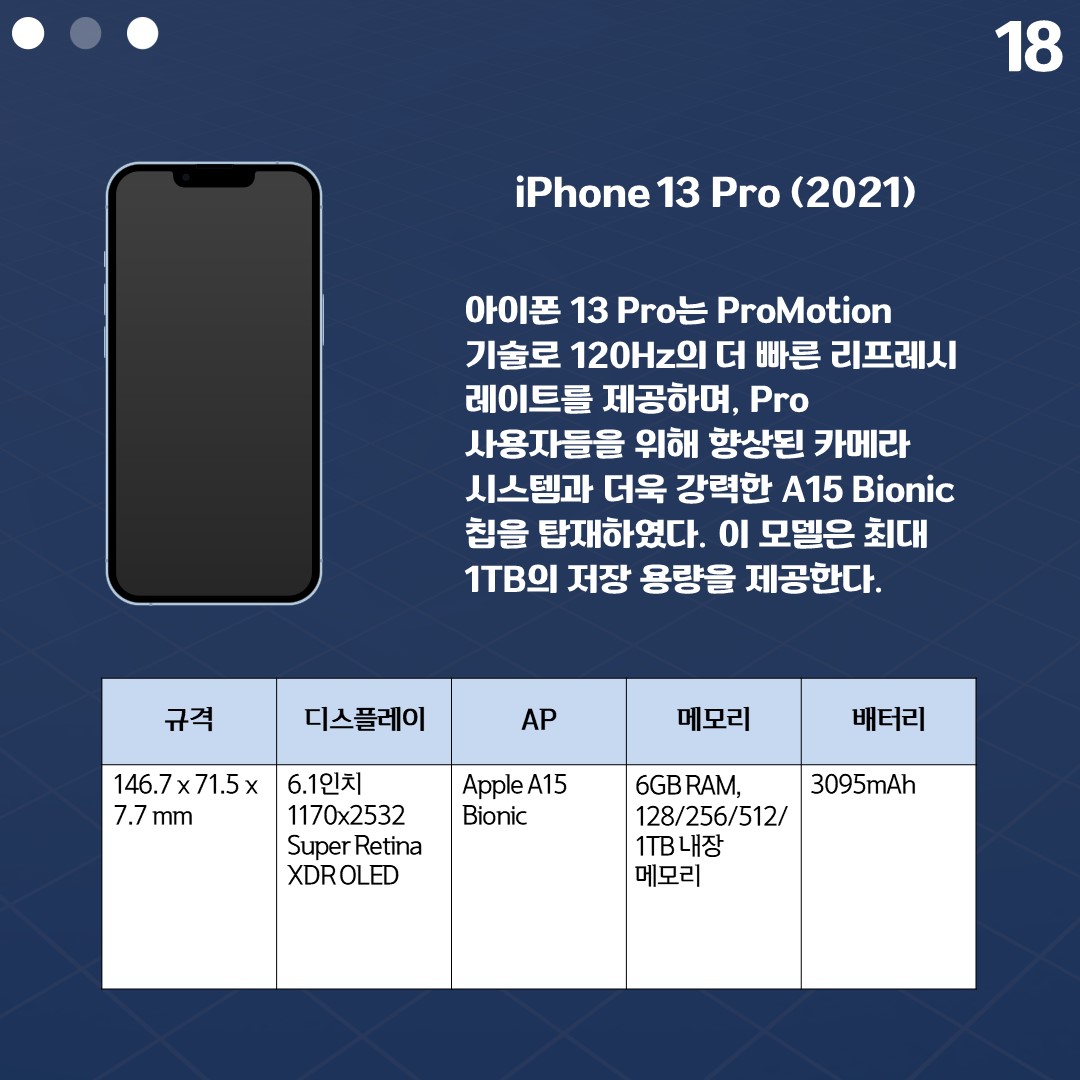 18
iPhone 13 Pro (2021)
아이폰 13 Pro는 ProMotion
기술로 120Hz의 더 빠른 리프레시
레이트를 제공하며, Pro
사용자들을 위해 향상된 카메라
시스템과 더욱 강력한 A15 Bionic
칩을 탑재하였다. 이 모델은 최대
1TB의 저장 용량을 제공한다.
규격
디스플레이
AP
메모리
배터리
146.7 x 71.5 x
7.7 mm
6.1인치
1170x2532
Super Retina
XDR OLED
Apple A15
Bionic
6GB RAM,
128/256/512/
1TB 내장
메모리
3095mAh